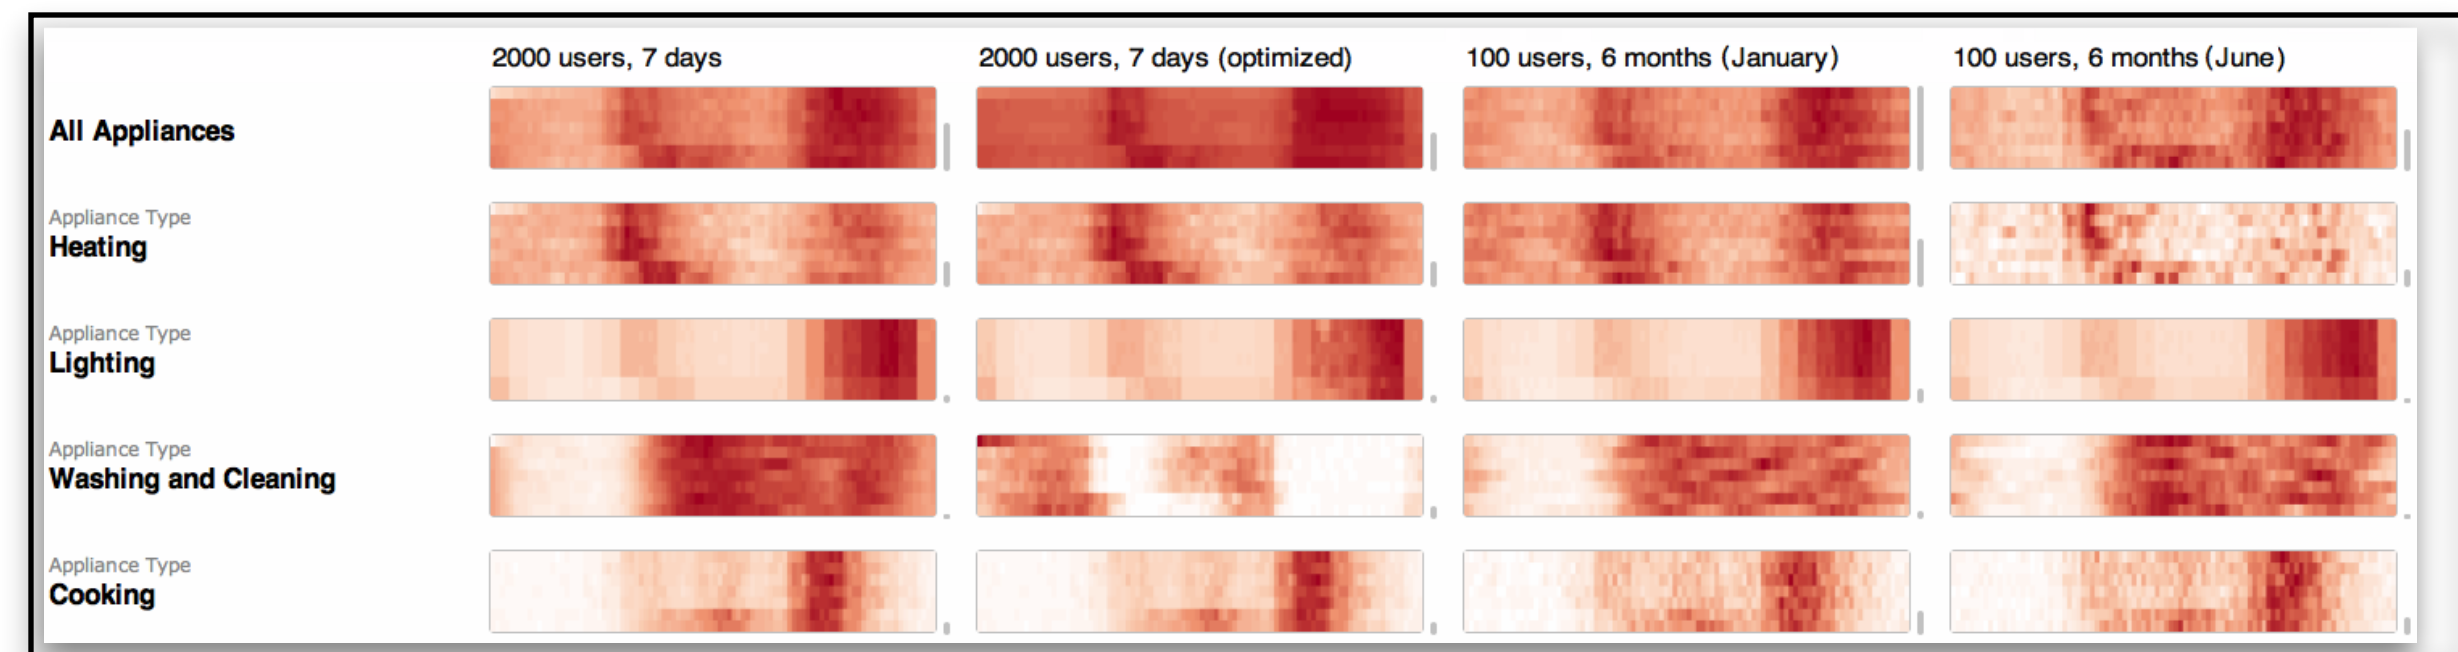 2000 users, 7 days
2000 users, 7 days (optimized)
100 users, 6 months (January)
100 users, 6 months (June)
All Appliances
Appliance Type
Heating
Appliance Type
Lighting
Appliance Type
Washing and Cleaning
Appliance Type
Cooking